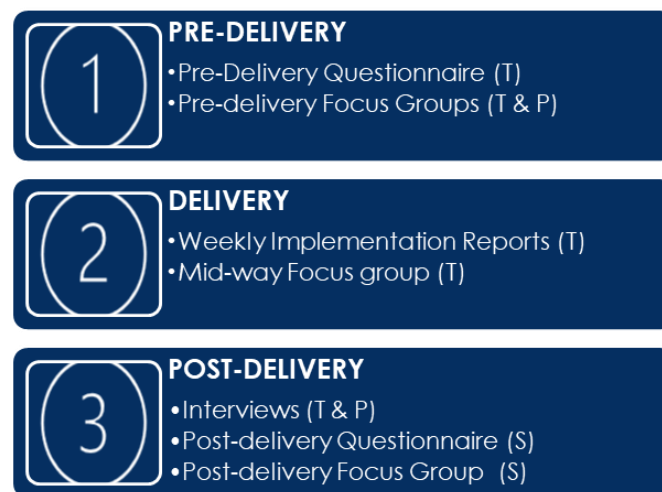 1
PRE-DELIVERY
•Pre-Delivery Questionnaire (T)
•Pre-delivery Focus Groups (T & P)
2
DELIVERY
•Weekly Implementation Reports (T)
•Mid-way Focus group (T)
3
POST-DELIVERY
•Interviews (T & P)
•Post-delivery Questionnaire (S)
•Post-delivery Focus Group (S)